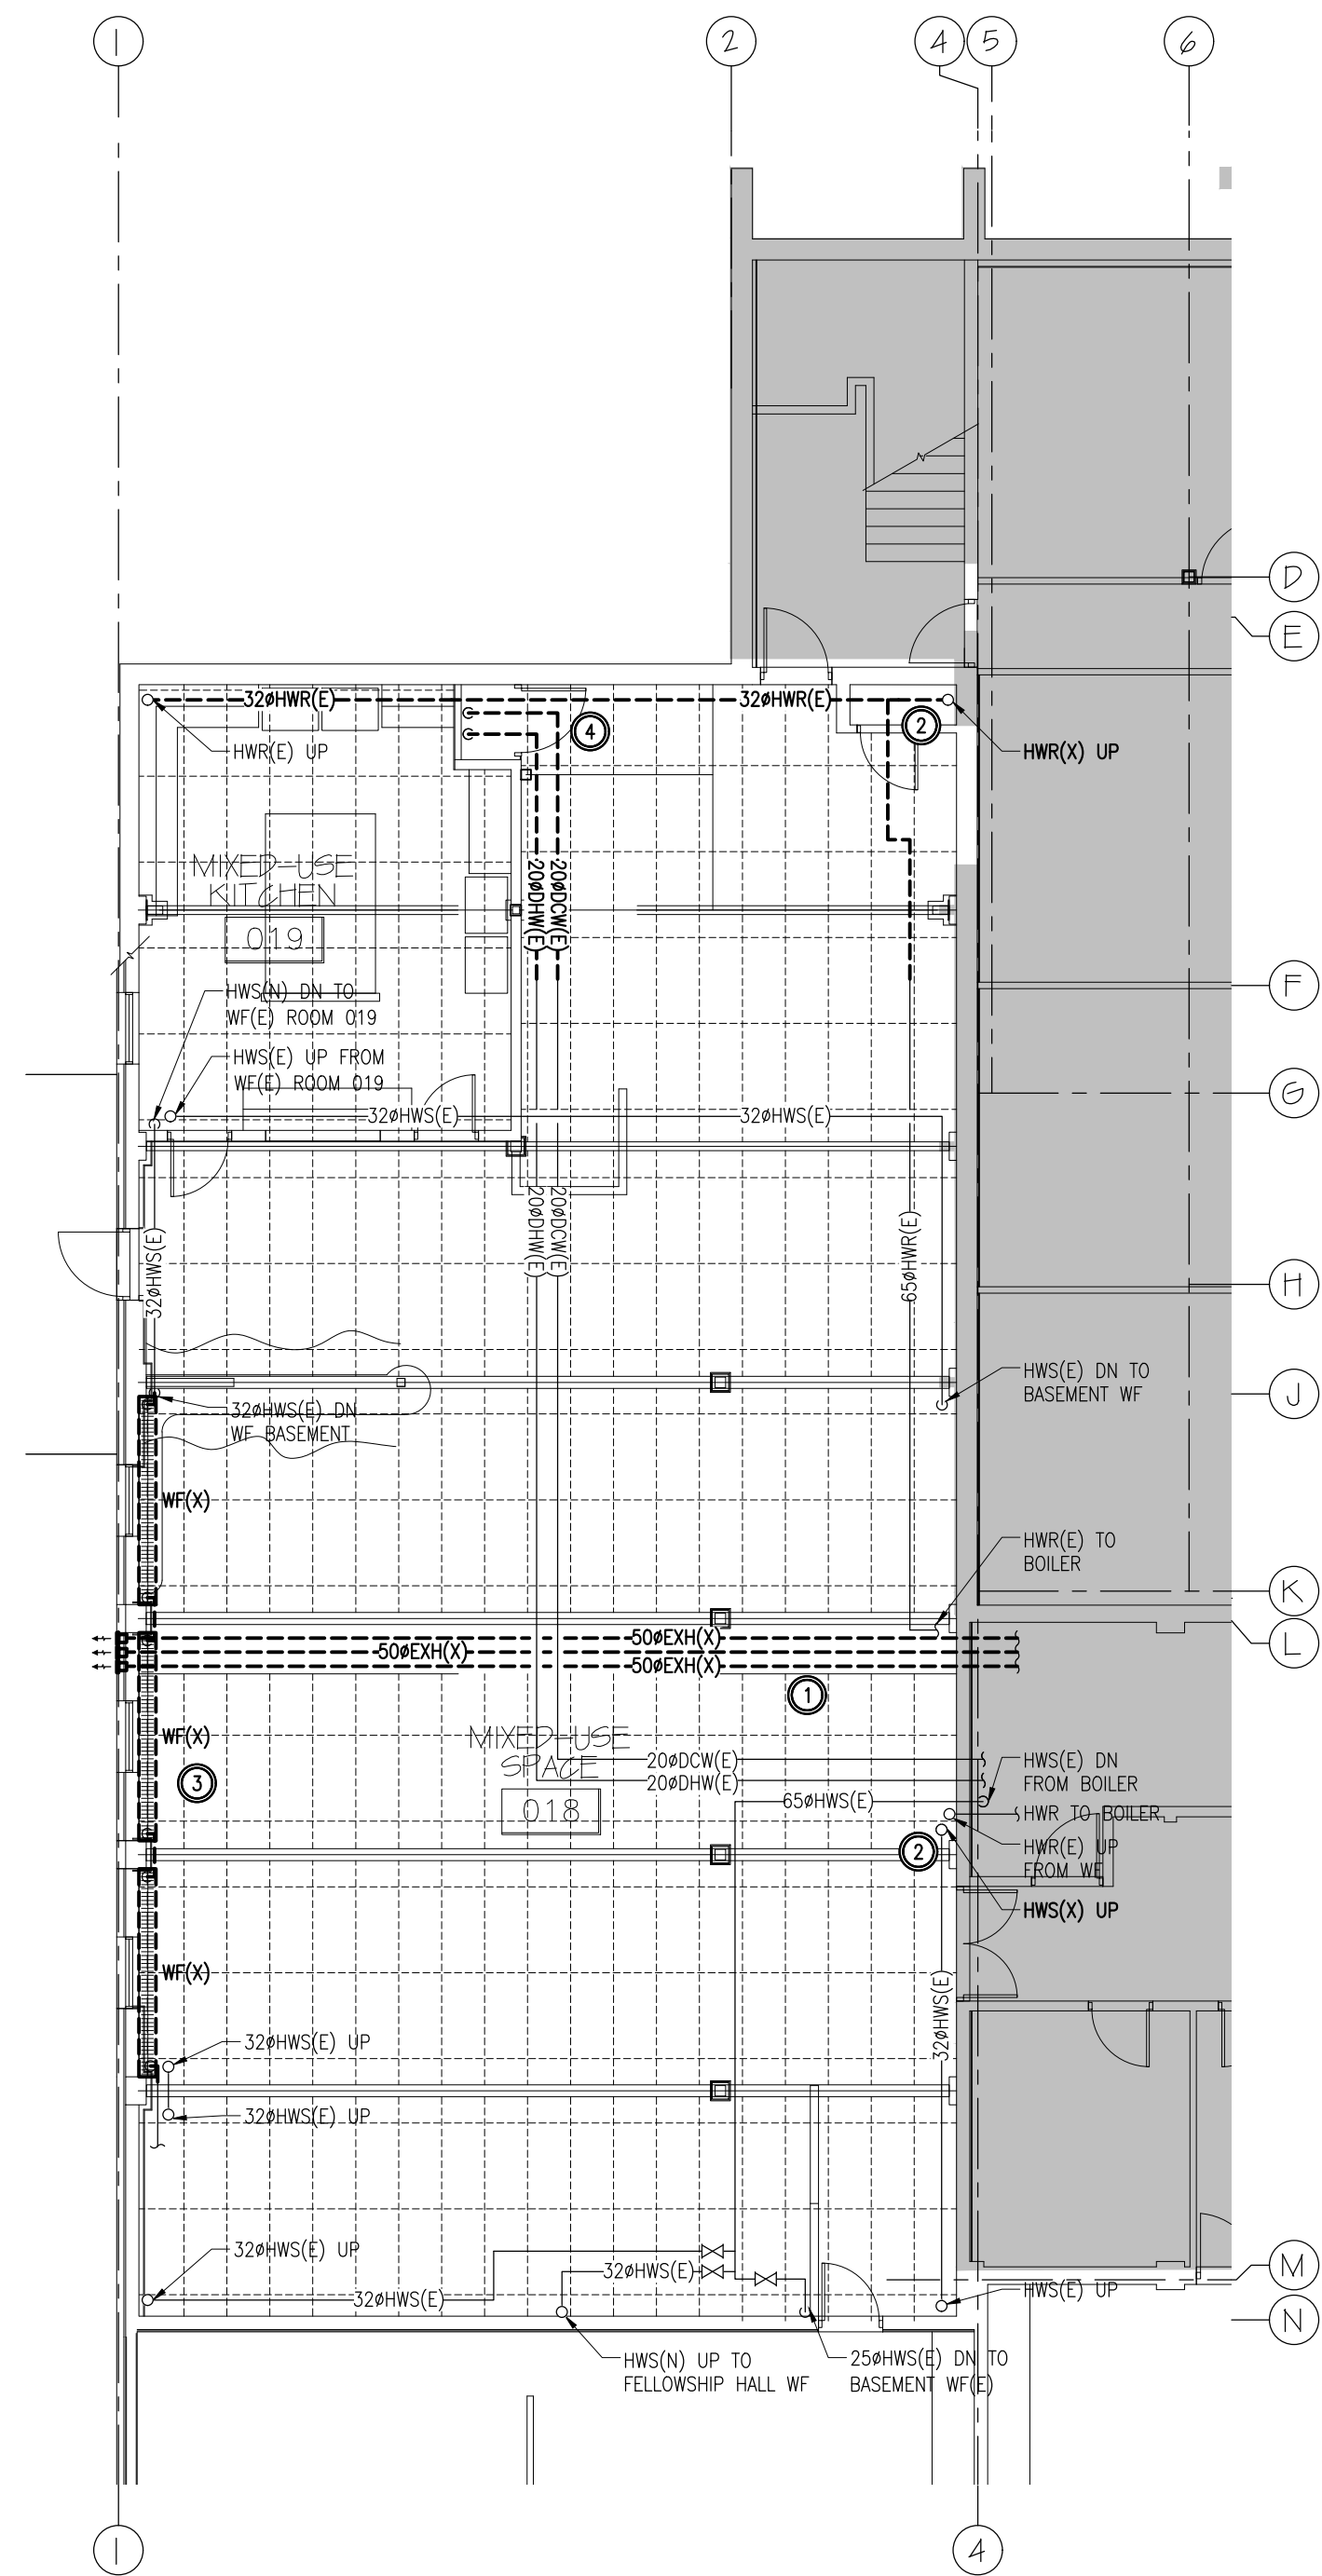 1
2
4
5
6
D
E
32øHWR(E)
32øHWR(E)
4
2
HWR(E) UP
HWR(X) UP
MIXED-USE
KITCHEN
019
20øDHW(E)
20øDCW(E)
F
HWS(N) DN TO
WF(E) ROOM 019
HWS(E) UP FROM
WF(E) ROOM 019
G
32øHWS(E)
32øHWS(E)
20øDHW(E)
20øDCW(E)
65øHWR(E)
32øHWS(E)
H
HWS(E) DN TO
BASEMENT WF
J
32øHWS(E) DN
WF BASEMENT
WF(X)
HWR(E) TO
BOILER
K
L
50øEXH(X)
50øEXH(X)
50øEXH(X)
1
WF(X)
MIXED-USE
SPACE
018
3
20øDCW(E)
20øDHW(E)
65øHWS(E)
HWS(E) DN
FROM BOILER
HWR TO BOILER
HWR(E) UP
FROM WF
2
HWS(X) UP
WF(X)
32øHWS(E)
32øHWS(E) UP
32øHWS(E) UP
32øHWS(E) UP
32øHWS(E)
32øHWS(E)
M
HWS(E) UP
N
HWS(N) UP TO
FELLOWSHIP HALL WF
25øHWS(E) DN TO
BASEMENT WF(E)
1
4